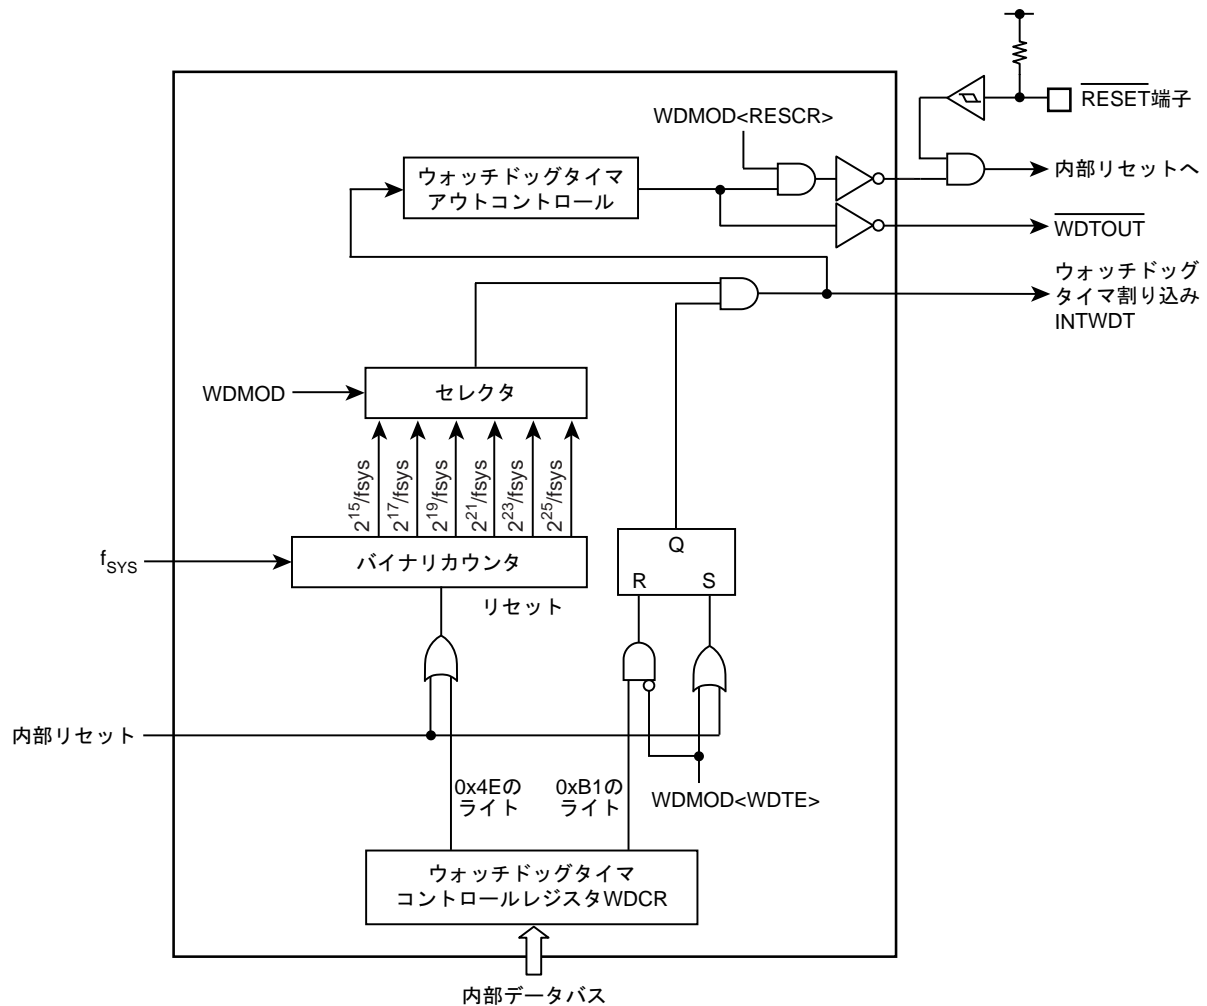 RESET端子
WDMOD<RESCR>
ウォッチドッグタイマ
アウトコントロール
内部リセットへ
WDTOUT
ウォッチドッグ
タイマ割り込み
INTWDT
WDMOD
セレクタ
2^15/fsys
2^17/fsys
2^19/fsys
2^21/fsys
2^23/fsys
2^25/fsys
fSYS
バイナリカウンタ
リセット
Q
R S
内部リセット
0x4Eの
ライト
0xB1の
ライト
WDMOD<WDTE>
ウォッチドッグタイマ
コントロールレジスタWDCR
内部データバス